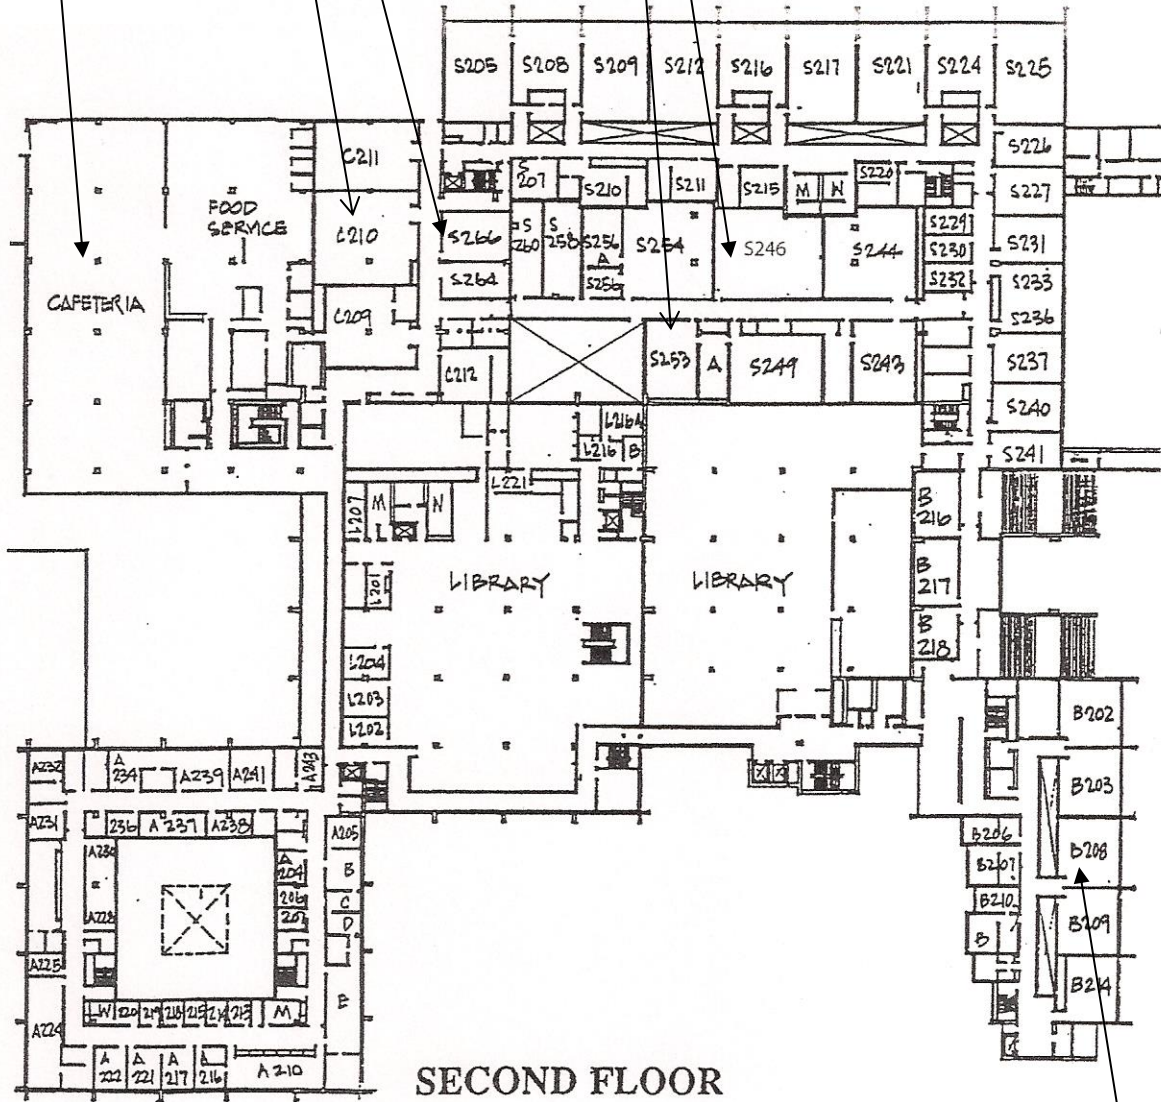 S205 S208 S209 S212 S216 S217 S221 S224 S225
C211
S
207
S210
S211
S215
M
N
S220
S226
S227
FOOD
SERVICE
C210
S266
S
260
S
258
S256
A
S256
S254
S246
S244
S229
S230
S232
S231
S233
S264
CAFETERIA
C209
S236
C212
S253
A
S249
S243
S237
S240
L216A
L216
B
S241
L221
L207
M
N
B
216
LIBRARY
LIBRARY
L201
B
217
B
218
L204
L203
L202
B202
A232
A
234
A239
A241
A243
B203
A231
236
A237
A238
A205
B206
A230
A
204
B
B207
B208
206
C
B210
A228
207
D
B
B209
A225
E
B214
W
220
219
218
215
214
213
M
A224
A
222
A
221
A
217
A
216
A210
SECOND FLOOR